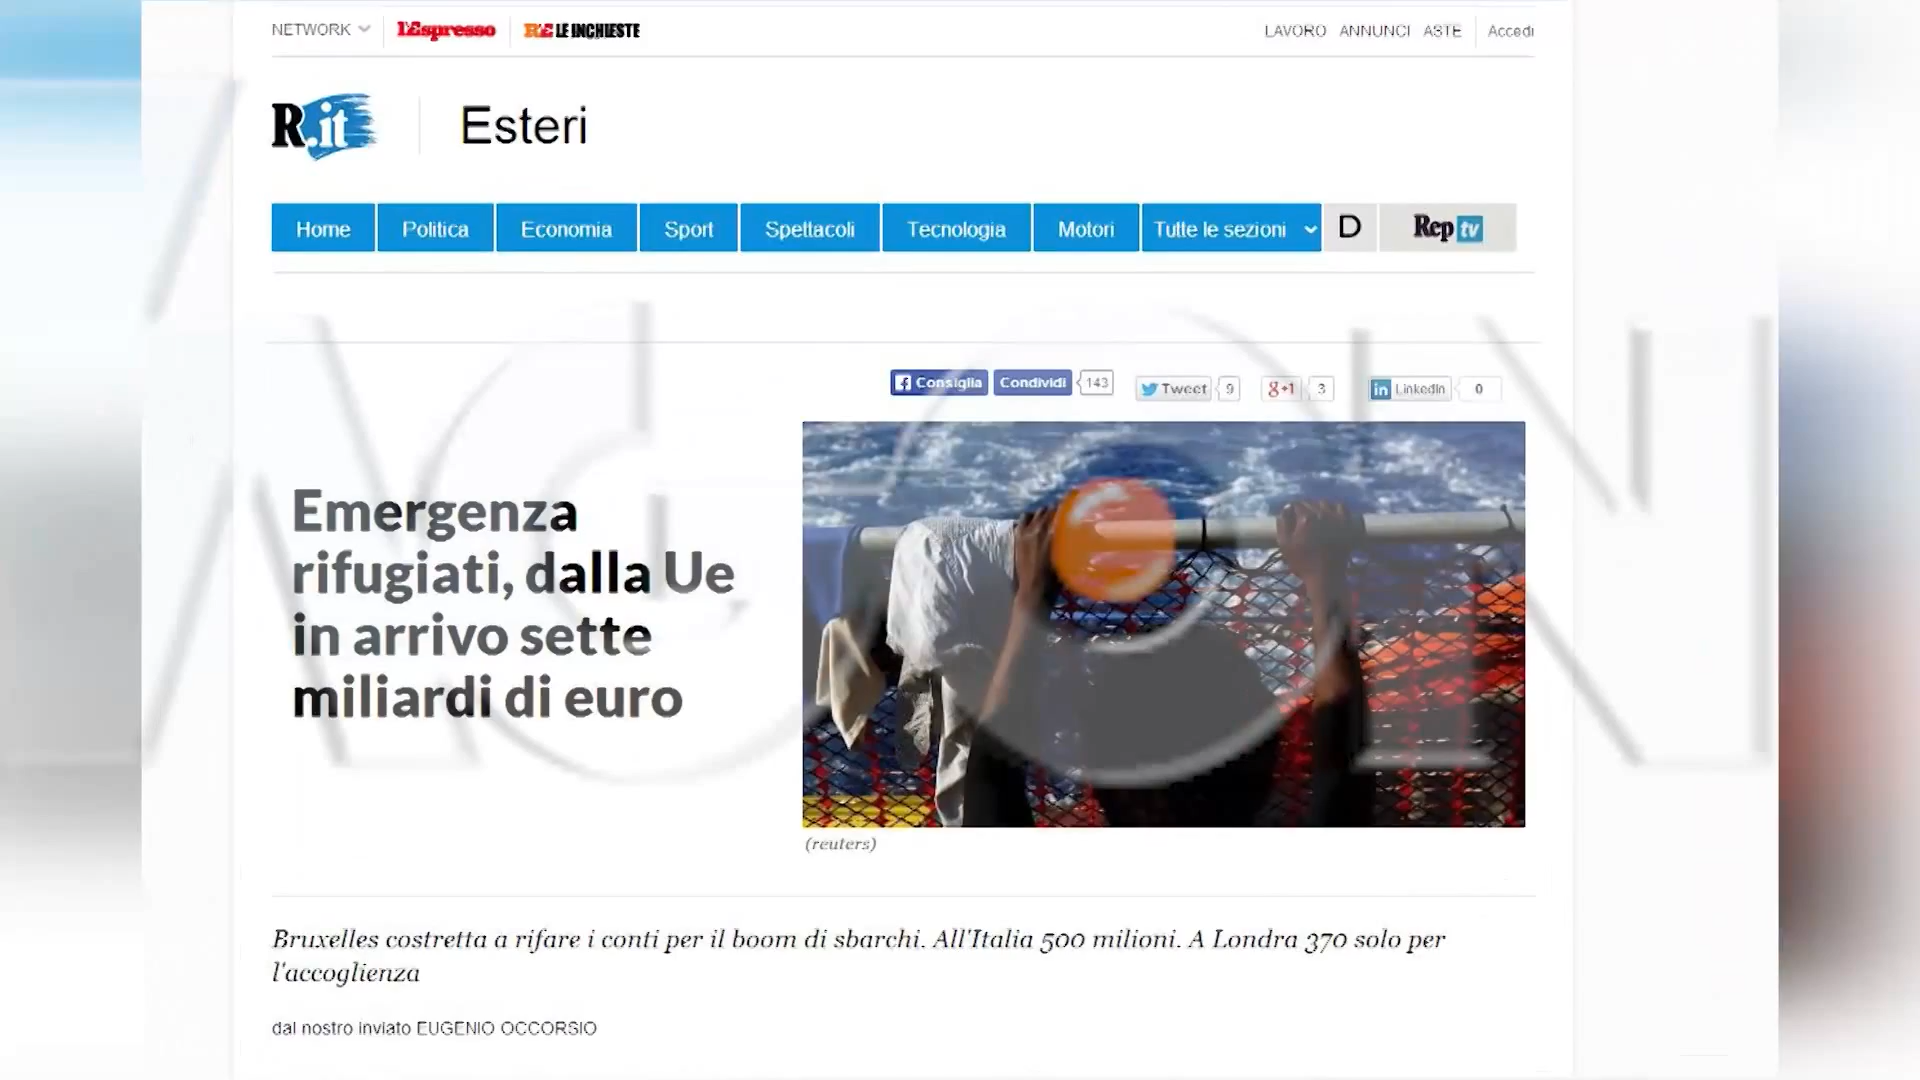 NETWORK
l'Espresso
RE LE INCHIESTE
LAVORO ANNUNCI ASTE Accedi
R.it
Esteri
Home Politica Economia Sport Spettacoli Tecnologia Motori Tutte le sezioni D Rep tv
Consiglia Condividi 143 Tweet 9 g+1 3 in LinkedIn 0
Emergenza
rifugiati, dalla Ue
in arrivo sette
miliardi di euro
(reuters)
Bruxelles costretta a rifare i conti per il boom di sbarchi. All'Italia 500 milioni. A Londra 370 solo per
l'accoglienza
dal nostro inviato EUGENIO OCCORSIO